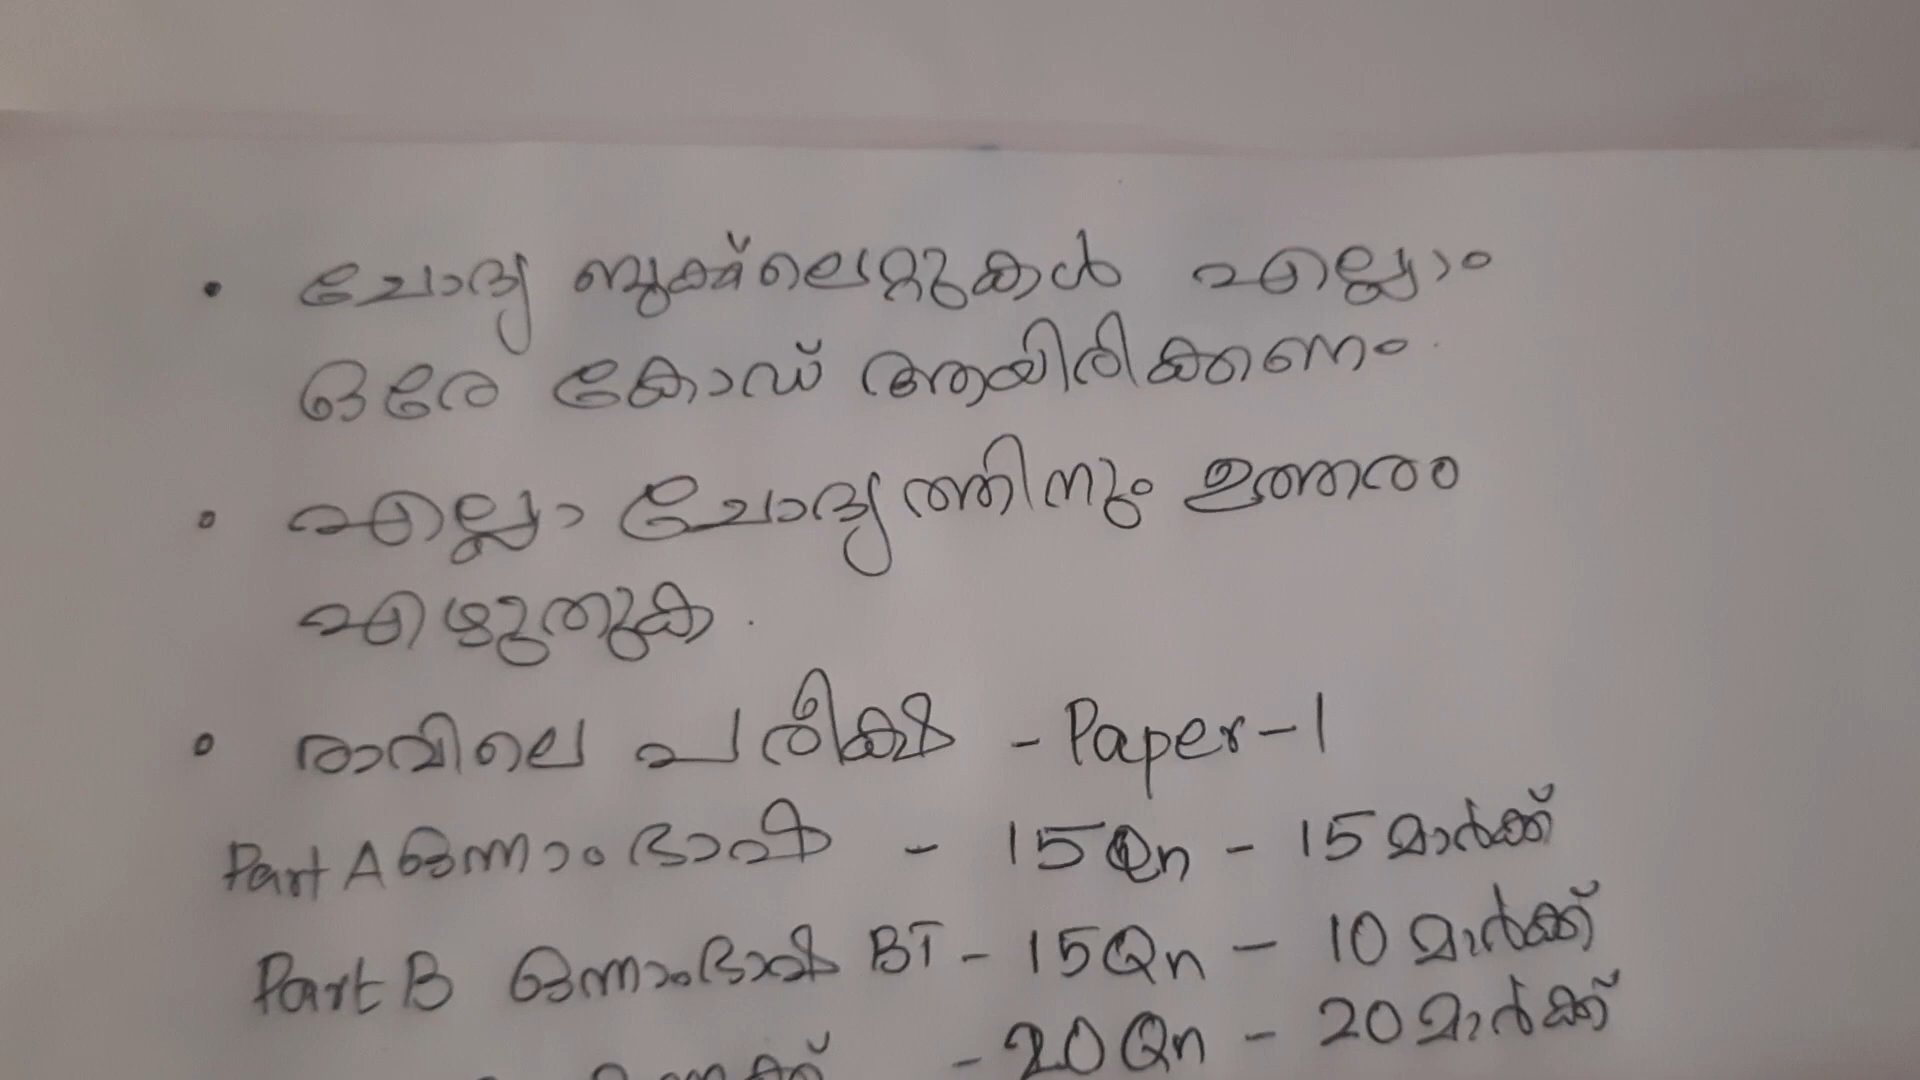 • ചോദ്യ ബുക്ക്ലെറ്റുകൾ എല്ലാം
ഒരേ കോഡ് ആയിരിക്കണം.
• എല്ലാ ചോദ്യത്തിനും ഉത്തരം
എഴുതുക.
• രാവിലെ പരീക്ഷ - Paper-1
Part A ഒന്നാം ഭാഷ - 15 Qn - 15 മാർക്ക്
Part B ഒന്നാം ഭാഷ BT - 15 Qn - 10 മാർക്ക്
- 20 Qn - 20 മാർക്ക്